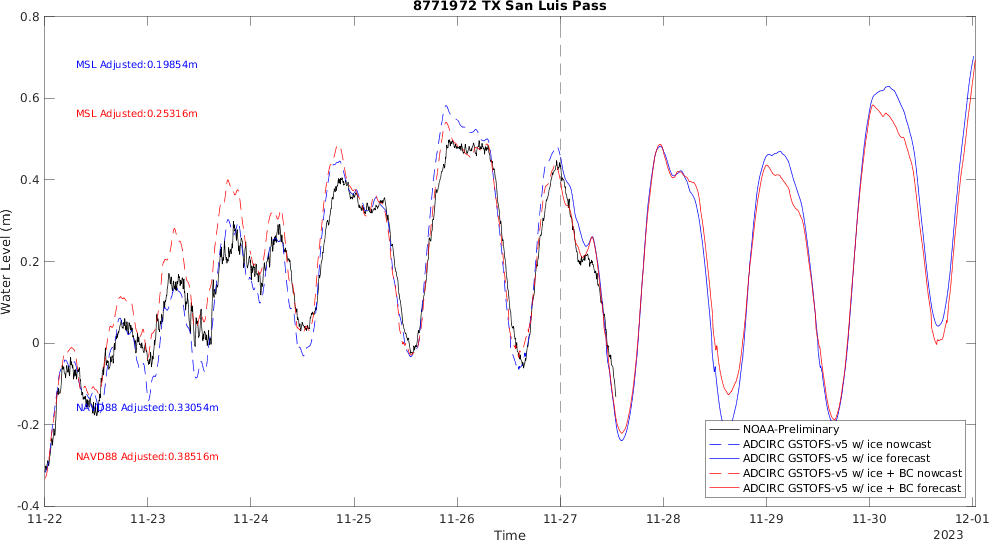 8771972 TX San Luis Pass
0.8
0.6
0.4
0.2
0
-0.2
-0.4
Water Level (m)
MSL Adjusted:0.19854m
MSL Adjusted:0.25316m
NAVD88 Adjusted:0.33054m
NAVD88 Adjusted:0.38516m
NOAA-Preliminary
ADCIRC GSTOFS-v5 w/ ice nowcast
ADCIRC GSTOFS-v5 w/ ice forecast
ADCIRC GSTOFS-v5 w/ ice + BC nowcast
ADCIRC GSTOFS-v5 w/ ice + BC forecast
11-22 11-23 11-24 11-25 11-26 11-27 11-28 11-29 11-30 12-01
Time
2023